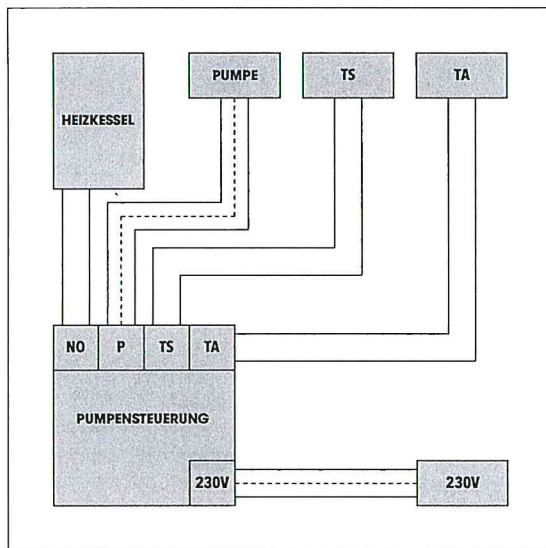 PUMPE
TS
TA
HEIZKESSEL
NO
P
TS
TA
PUMPENSTEUERUNG
230V
230V